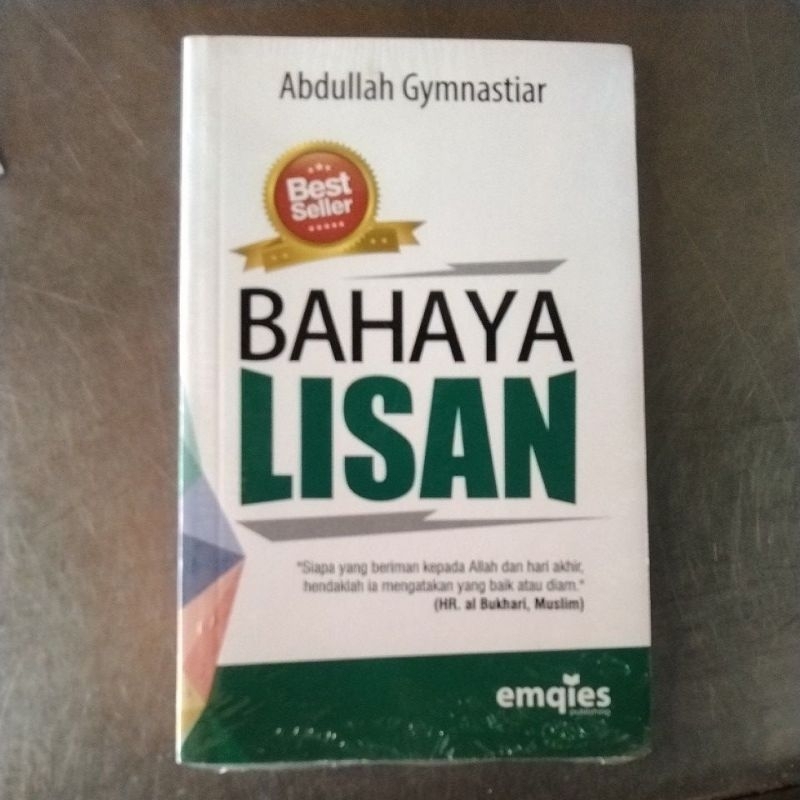 Abdullah Gymnastiar
Best
Seller
BAHAYA
LISAN
"Siapa yang beriman kepada Allah dan hari akhir,
hendaklah ia mengatakan yang baik atau diam."
(HR. al Bukhari, Muslim)
emqies
publishing